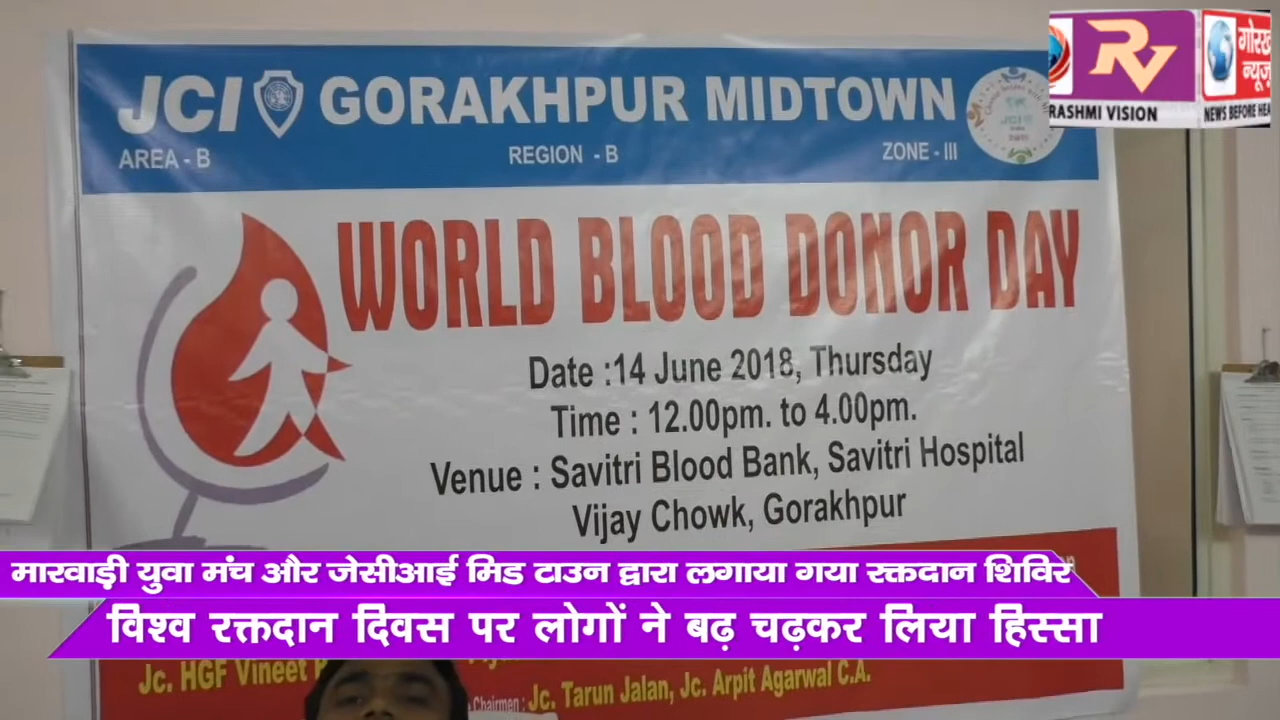 JCI GORAKHPUR MIDTOWN
AREA - B REGION - B ZONE - III
WORLD BLOOD DONOR DAY
Date :14 June 2018, Thursday
Time : 12.00pm. to 4.00pm.
Venue : Savitri Blood Bank, Savitri Hospital
Vijay Chowk, Gorakhpur
RV
RASHMI VISION
गोरख
न्यूज
NEWS BEFORE
मारवाड़ी युवा मंच और जेसीआई मिड टाउन द्वारा लगाया गया रक्तदान शिविर
विश्व रक्तदान दिवस पर लोगों ने बढ़ चढ़कर लिया हिस्सा
Jc. HGF Vineet
Chairmen : Jc. Tarun Jalan, Jc. Arpit Agarwal C.A.